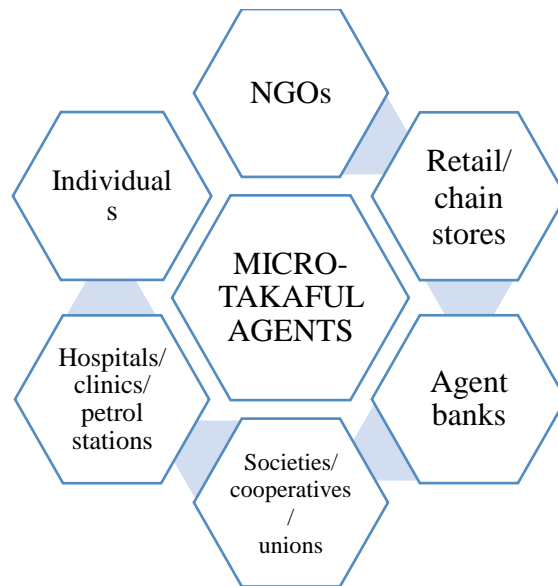 NGOs
Retail/
chain
stores
Agent
banks
Societies/
cooperatives
/
unions
Hospitals/
clinics/
petrol
stations
Individual
s
MICRO-
TAKAFUL
AGENTS